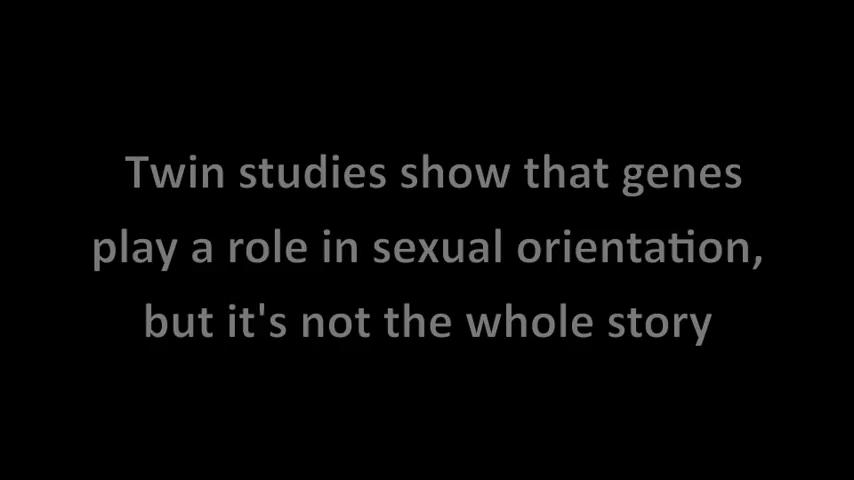 Twin studies show that genes
play a role in sexual orientation,
but it's not the whole story